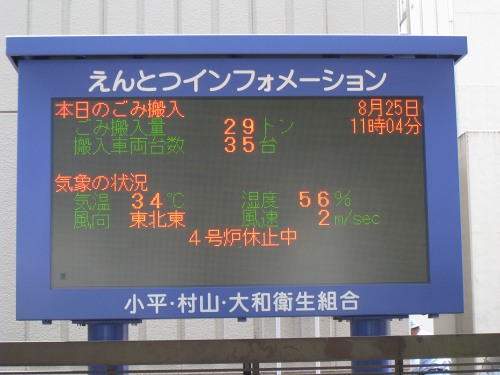 えんとつインフォメーション
本日のごみ搬入 8月25日
ごみ搬入量 29トン 11時04分
搬入車両台数 35台
気象の状況
気温 34℃ 湿度 56%
風向 東北東 風速 2m/sec
4号炉休止中
小平・村山・大和衛生組合